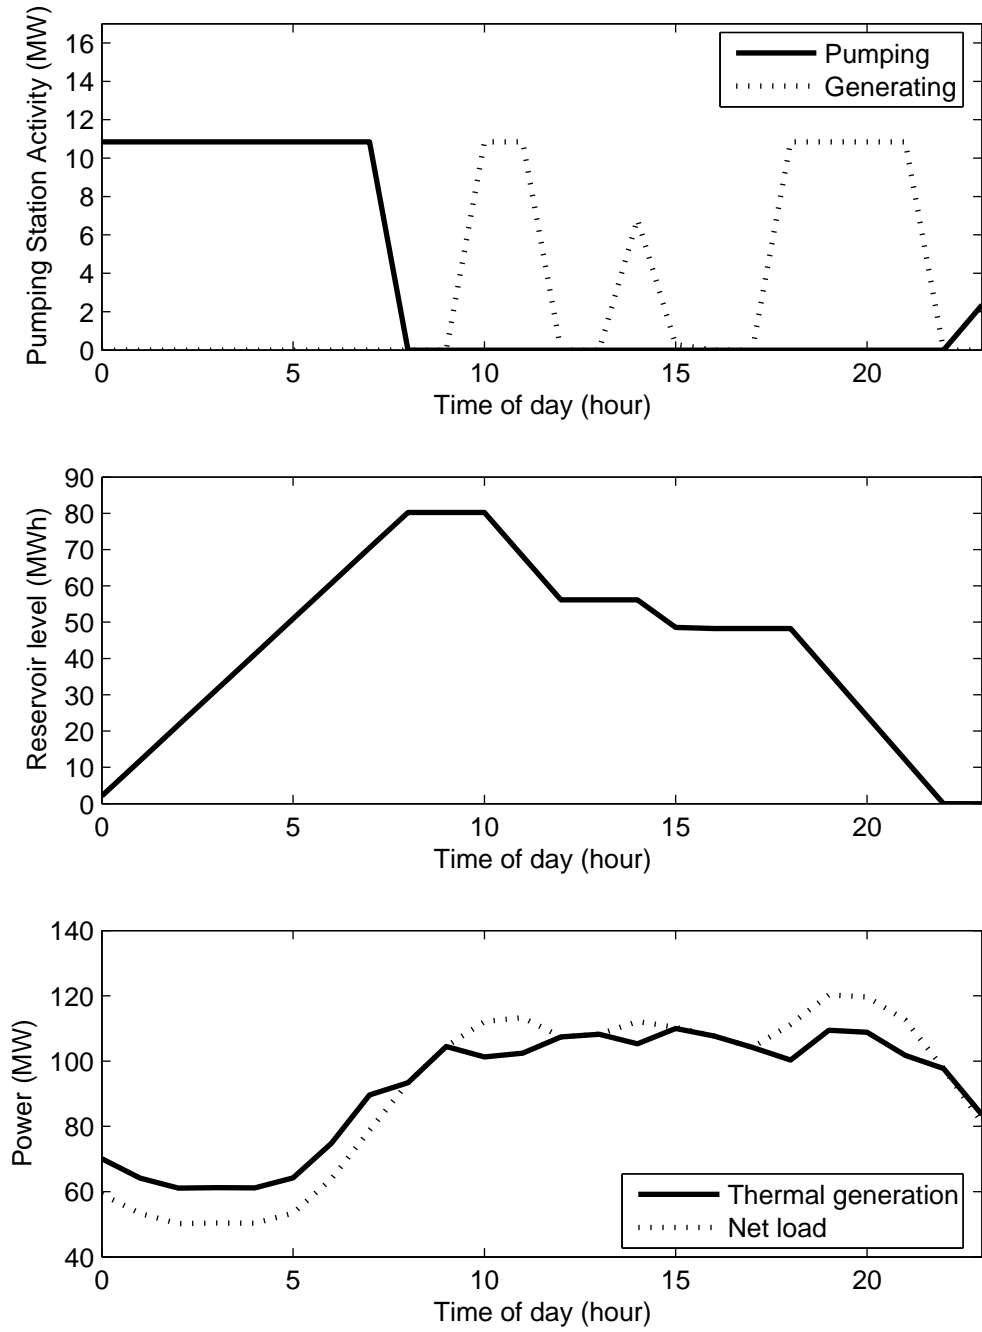 Pumping Station Activity (MW)
16
14
12
10
8
6
4
2
0
Pumping
Generating
0 5 10 15 20
Time of day (hour)
Reservoir level (MWh)
90
80
70
60
50
40
30
20
10
0
0 5 10 15 20
Time of day (hour)
Power (MW)
140
120
100
80
60
40
Thermal generation
Net load
0 5 10 15 20
Time of day (hour)